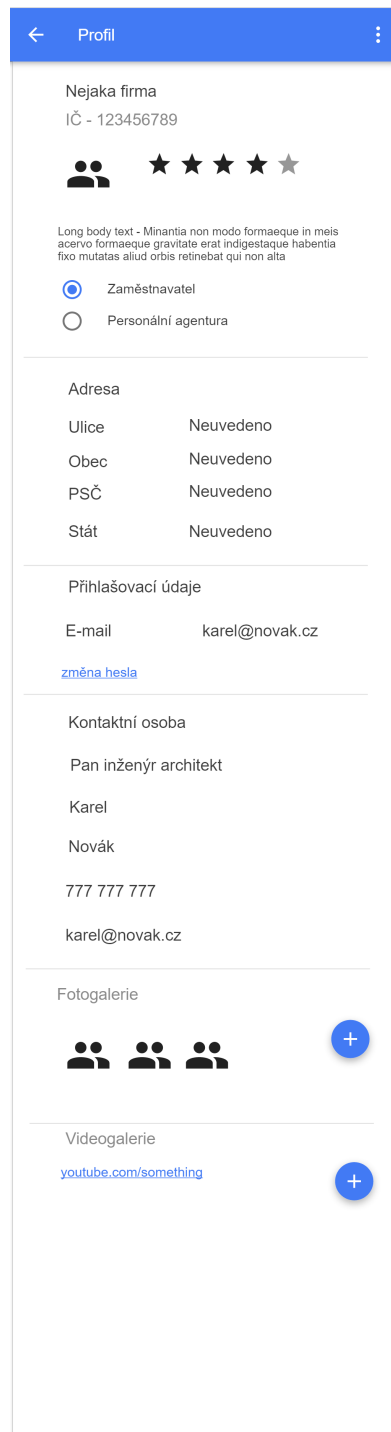 Profil
Nejaka firma
IČ - 123456789
Long body text - Minantia non modo formaeque in meis
acervo formaeque gravitate erat indigestaque habentia
fixo mutatas aliud orbis retinebat qui non alta
Zaměstnavatel
Personální agentura
Adresa
Ulice Neuvedeno
Obec Neuvedeno
PSČ Neuvedeno
Stát Neuvedeno
Přihlašovací údaje
E-mail karel@novak.cz
změna hesla
Kontaktní osoba
Pan inženýr architekt
Karel
Novák
777 777 777
karel@novak.cz
Fotogalerie
Videogalerie
youtube.com/something